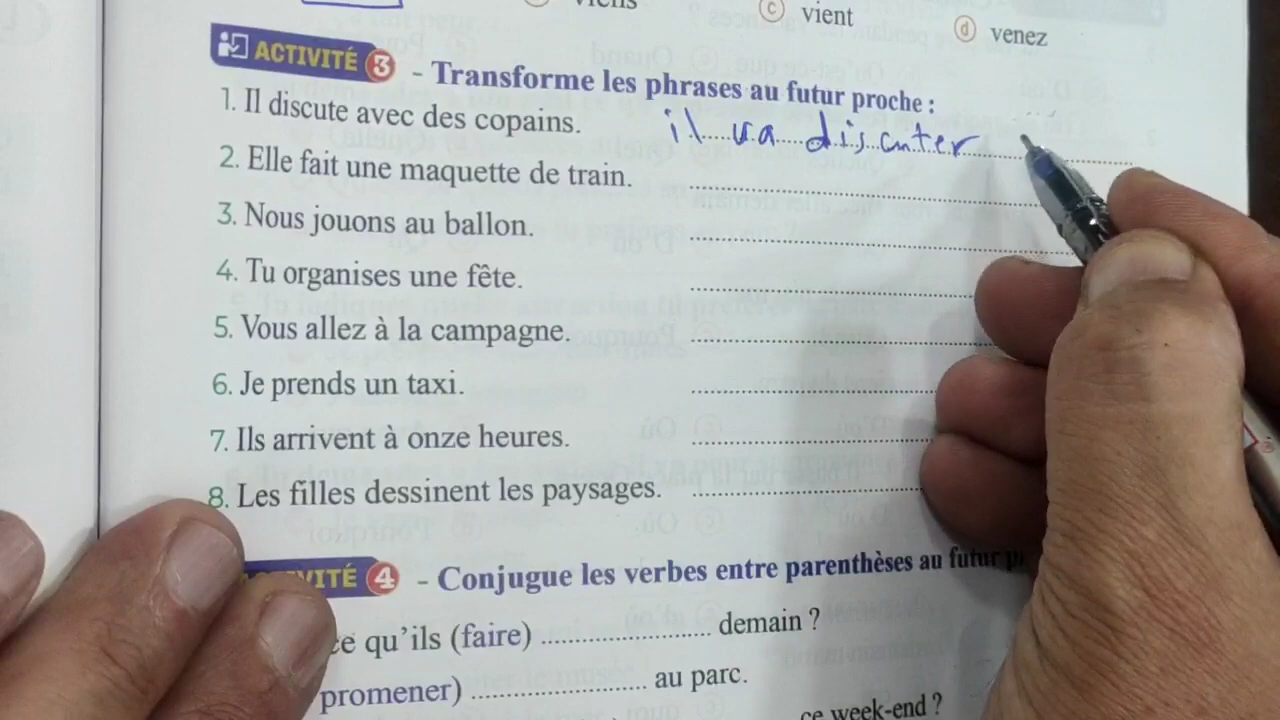 viens
ⓒ vient
ⓓ venez
ACTIVITÉ 3 - Transforme les phrases au futur proche :
1. Il discute avec des copains. il va discuter
2. Elle fait une maquette de train.
3. Nous jouons au ballon.
4. Tu organises une fête.
5. Vous allez à la campagne.
6. Je prends un taxi.
7. Ils arrivent à onze heures.
8. Les filles dessinent les paysages.
ACTIVITÉ 4 - Conjugue les verbes entre parenthèses au futur
ce qu'ils (faire) demain ?
promener) au parc.
ce week-end ?